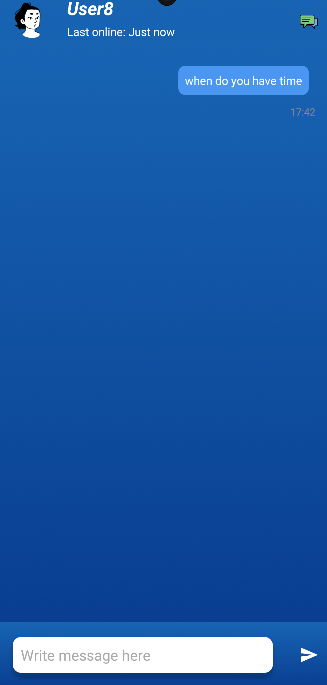 User8
Last online: Just now
when do you have time
17:42
Write message here